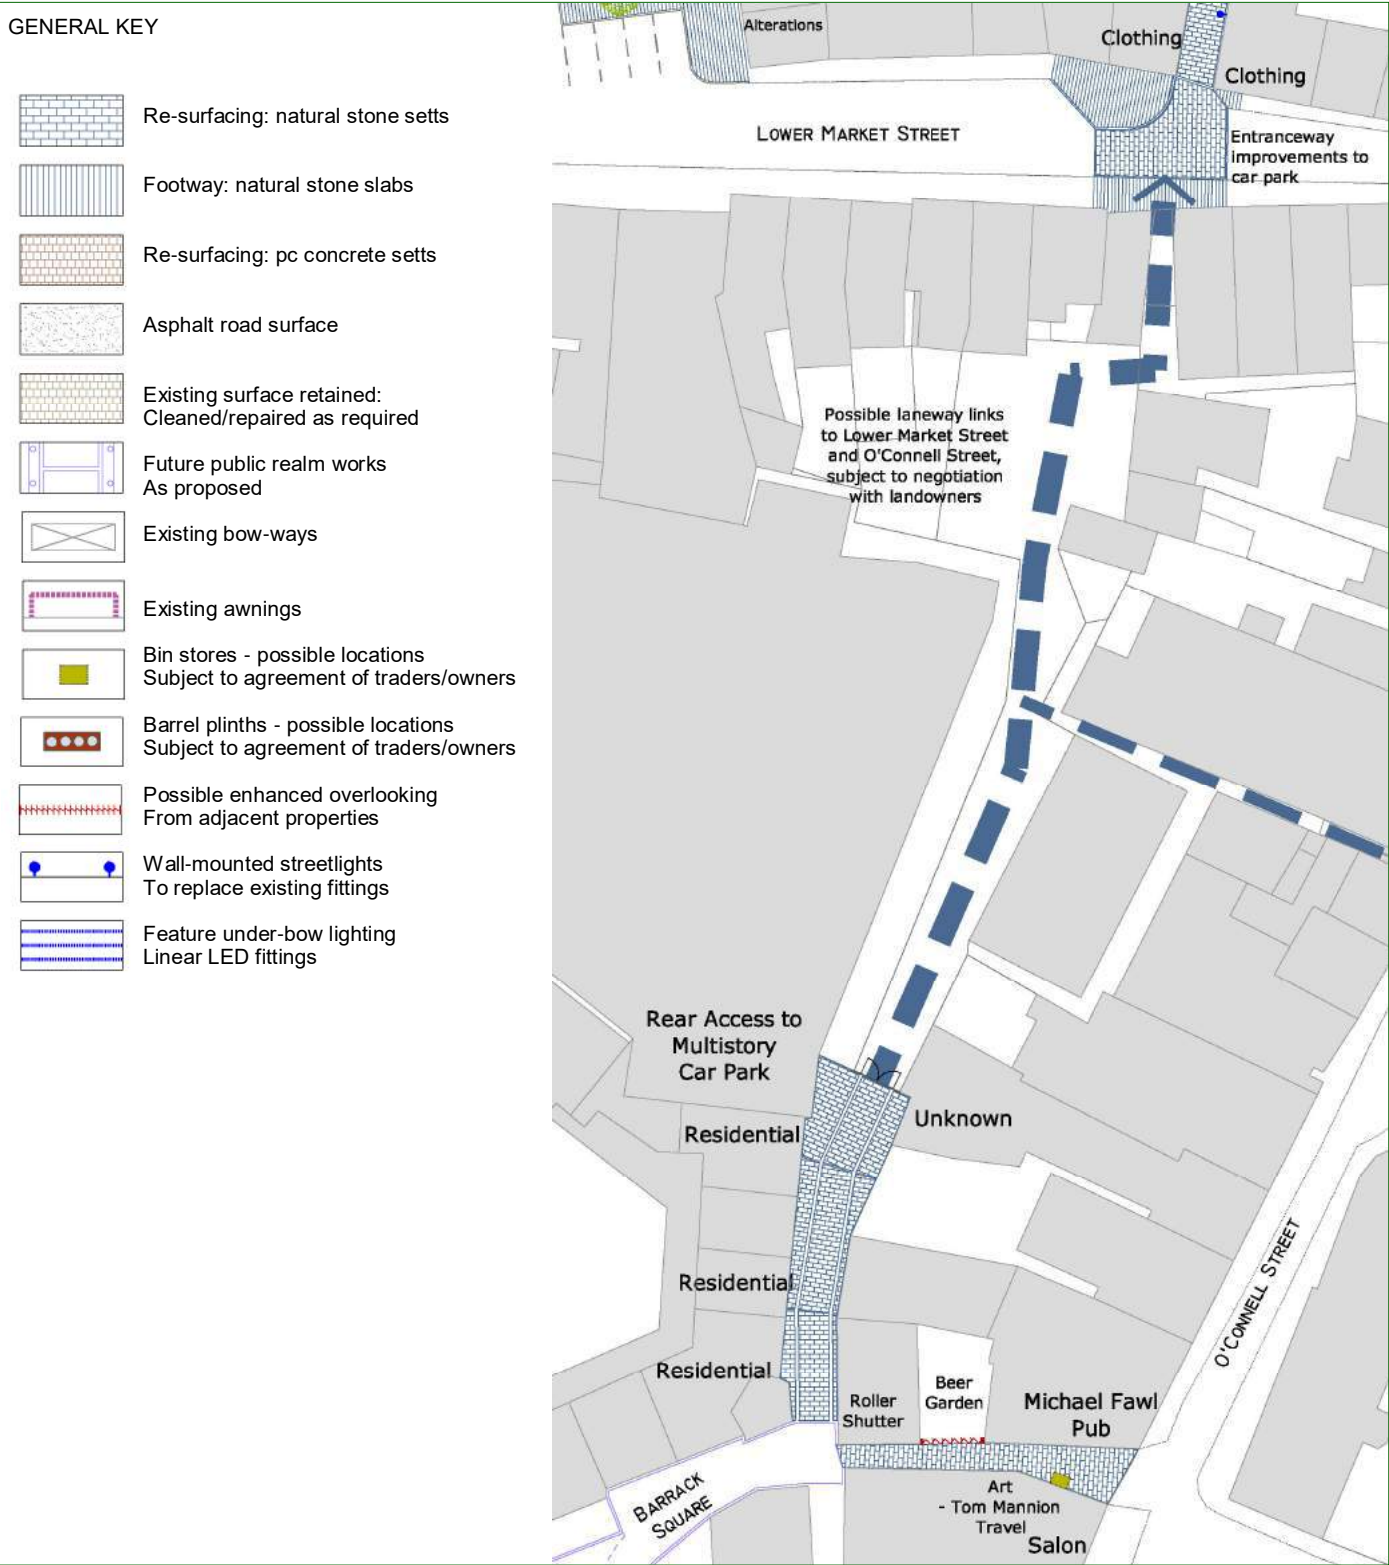 GENERAL KEY
Re-surfacing: natural stone setts
Footway: natural stone slabs
Re-surfacing: pc concrete setts
Asphalt road surface
Existing surface retained:
Cleaned/repaired as required
Future public realm works
As proposed
Existing bow-ways
Existing awnings
Bin stores - possible locations
Subject to agreement of traders/owners
Barrel plinths - possible locations
Subject to agreement of traders/owners
Possible enhanced overlooking
From adjacent properties
Wall-mounted streetlights
To replace existing fittings
Feature under-bow lighting
Linear LED fittings
Alterations
Clothing
Clothing
LOWER MARKET STREET
Entranceway
improvements to
car park
Possible laneway links
to Lower Market Street
and O'Connell Street,
subject to negotiation
with landowners
Rear Access to
Multistory
Car Park
Unknown
Residential
Residential
Residential
O'CONNELL STREET
Roller
Shutter
Beer
Garden
Michael Fawl
Pub
BARRACK
SQUARE
Art
- Tom Mannion
Travel
Salon